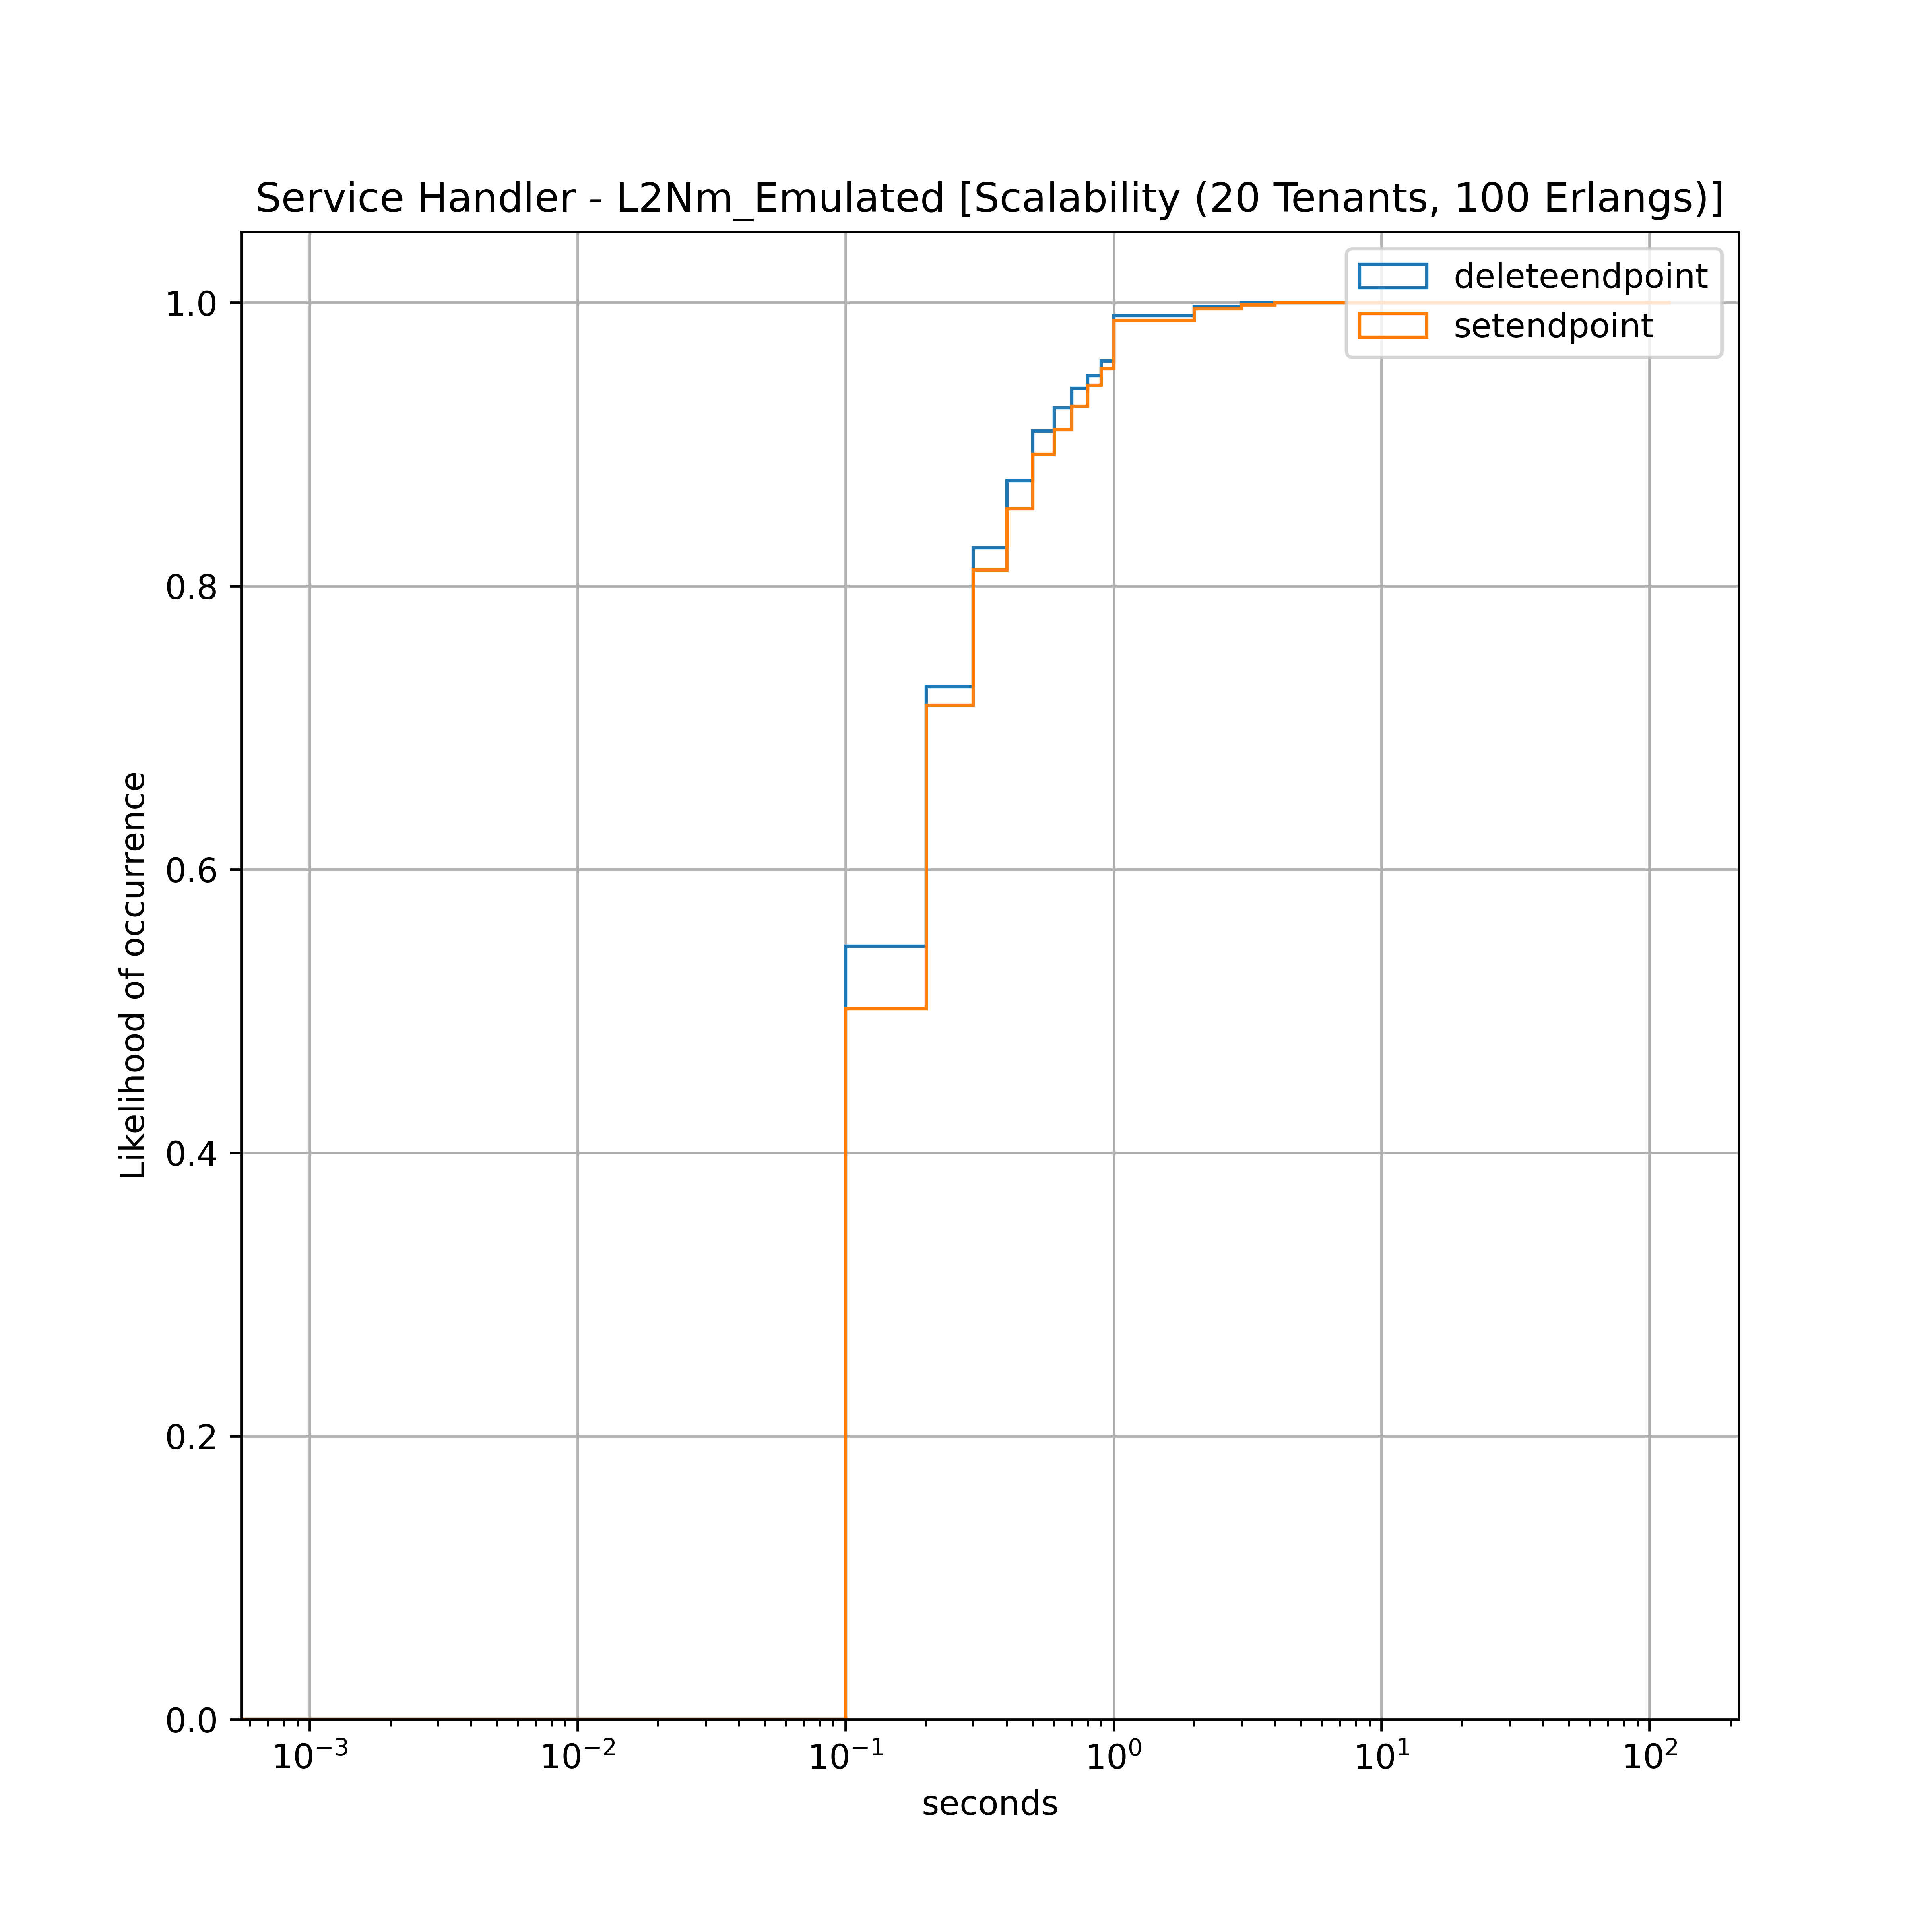 Service Handler - L2Nm_Emulated [Scalability (20 Tenants, 100 Erlangs)]
deleteendpoint
setendpoint
1.0
0.8
0.6
0.4
0.2
0.0
Likelihood of occurrence
10⁻³ 10⁻² 10⁻¹ 10⁰ 10¹ 10²
seconds